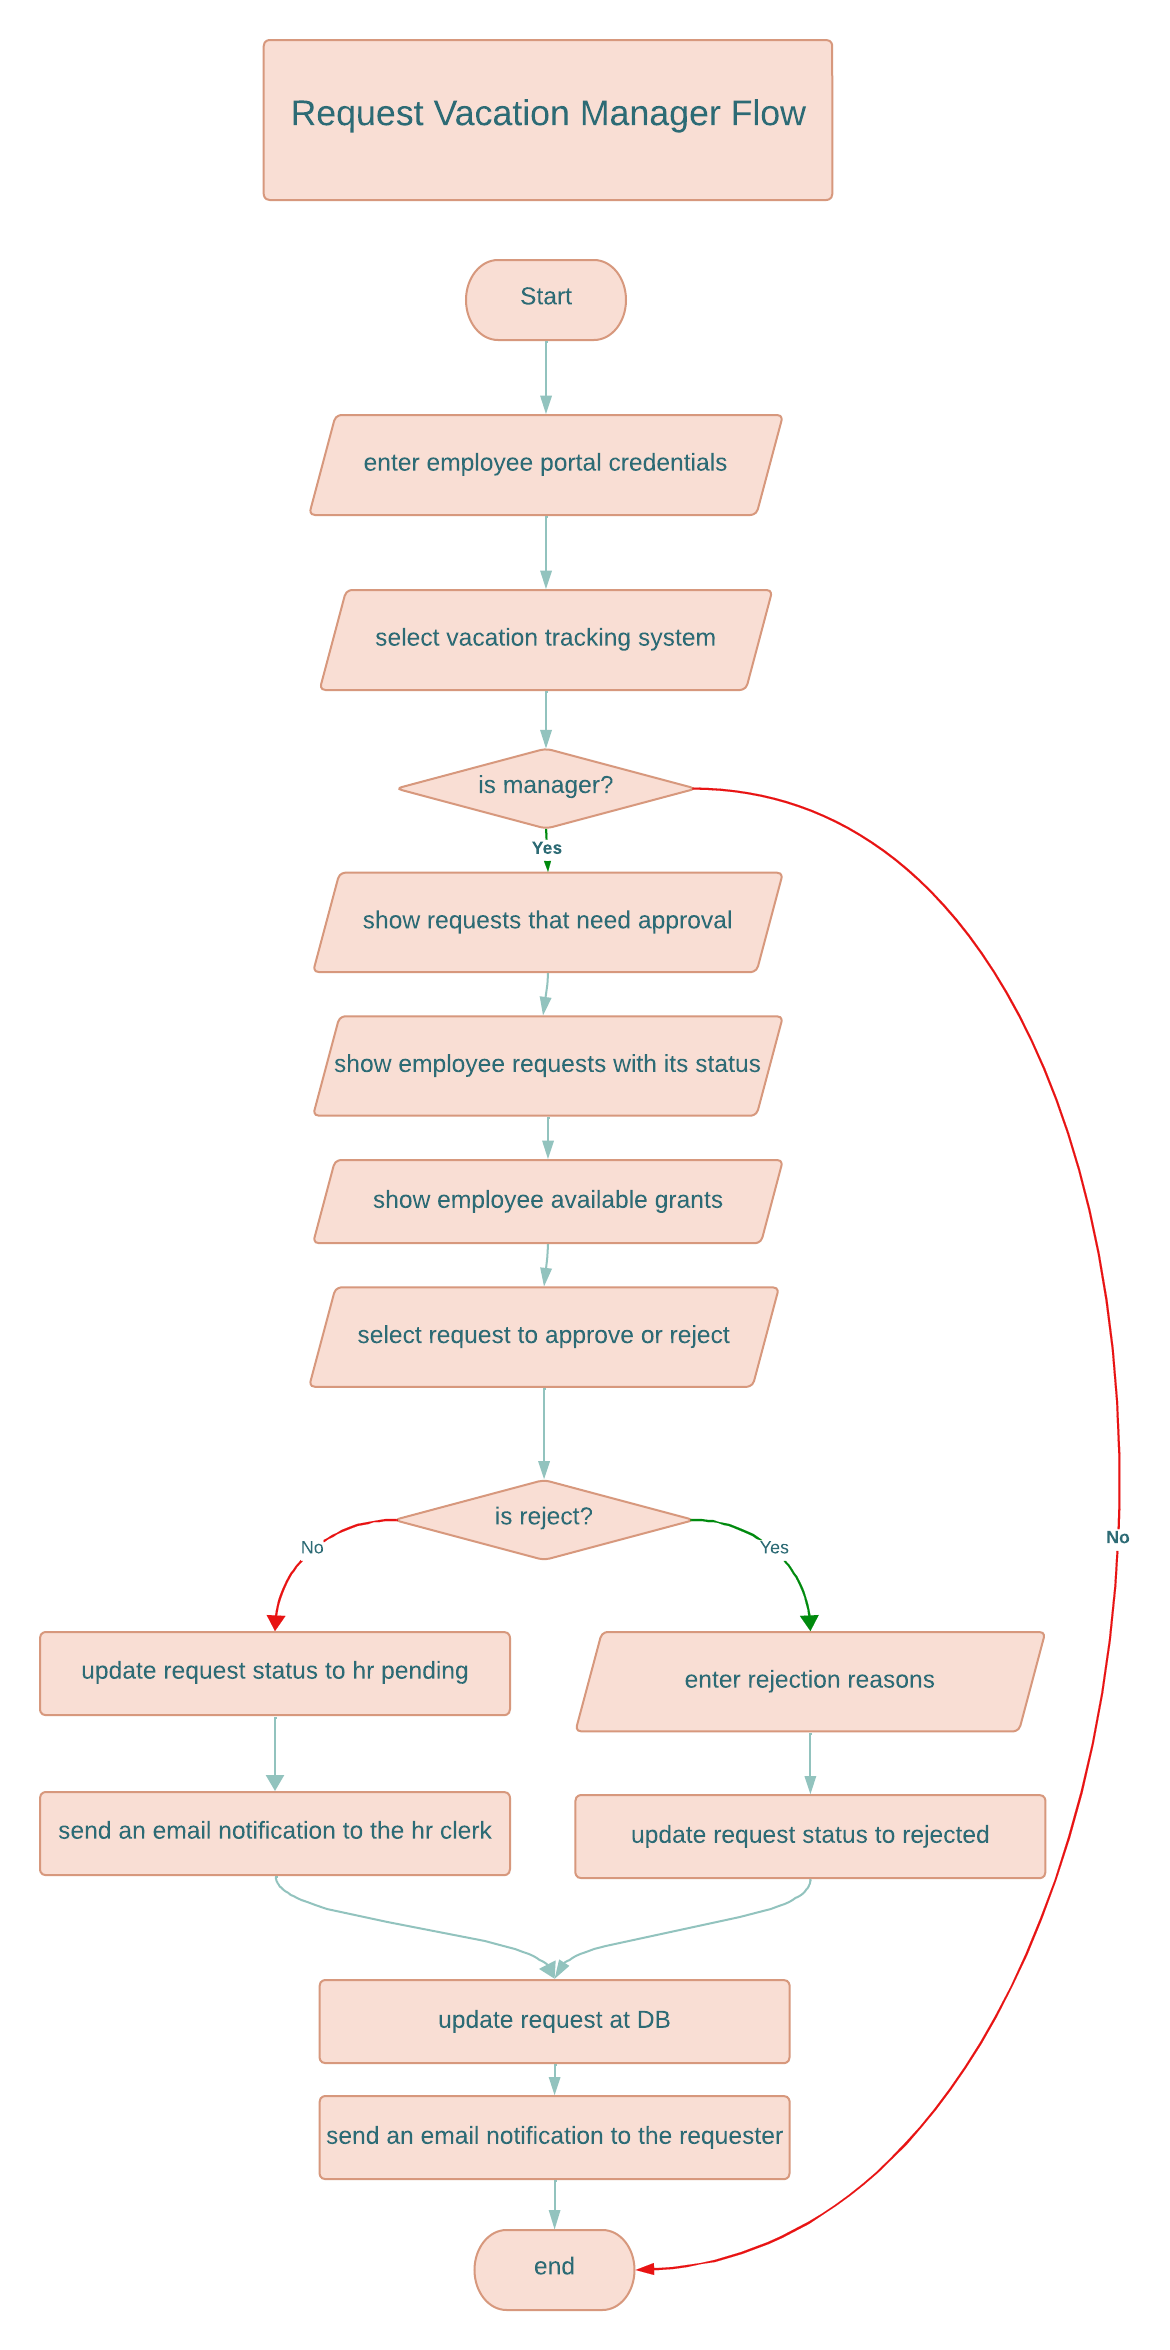 Request Vacation Manager Flow
Start
enter employee portal credentials
select vacation tracking system
is manager?
Yes
show requests that need approval
show employee requests with its status
show employee available grants
select request to approve or reject
is reject?
No
Yes
No
update request status to hr pending
enter rejection reasons
send an email notification to the hr clerk
update request status to rejected
update request at DB
send an email notification to the requester
end